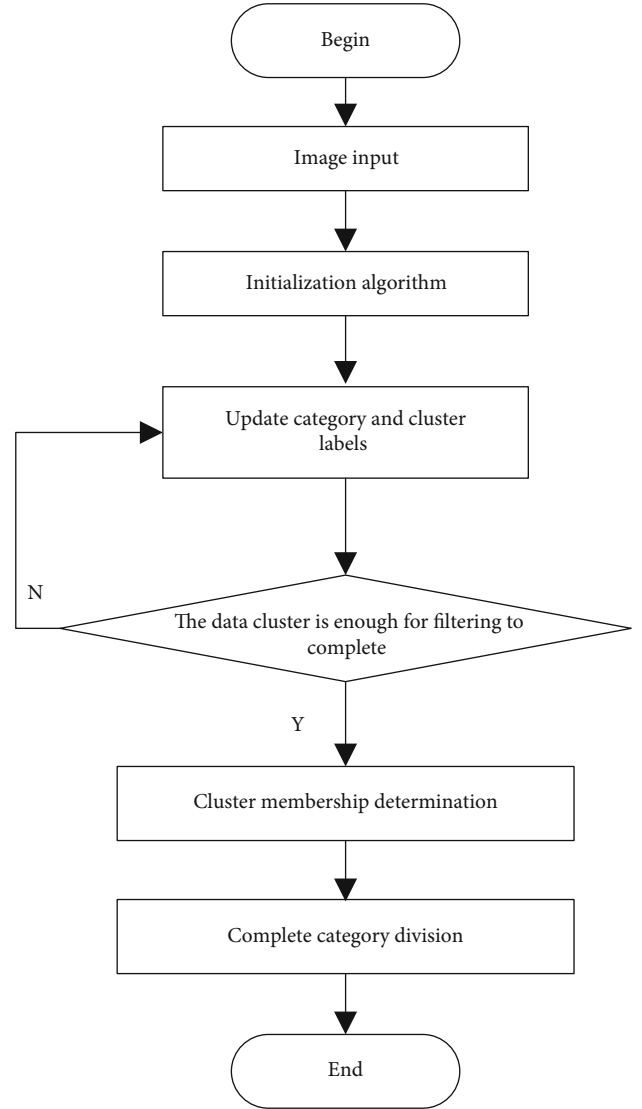 Begin
Image input
Initialization algorithm
Update category and cluster
labels
N
The data cluster is enough for filtering to
complete
Y
Cluster membership determination
Complete category division
End